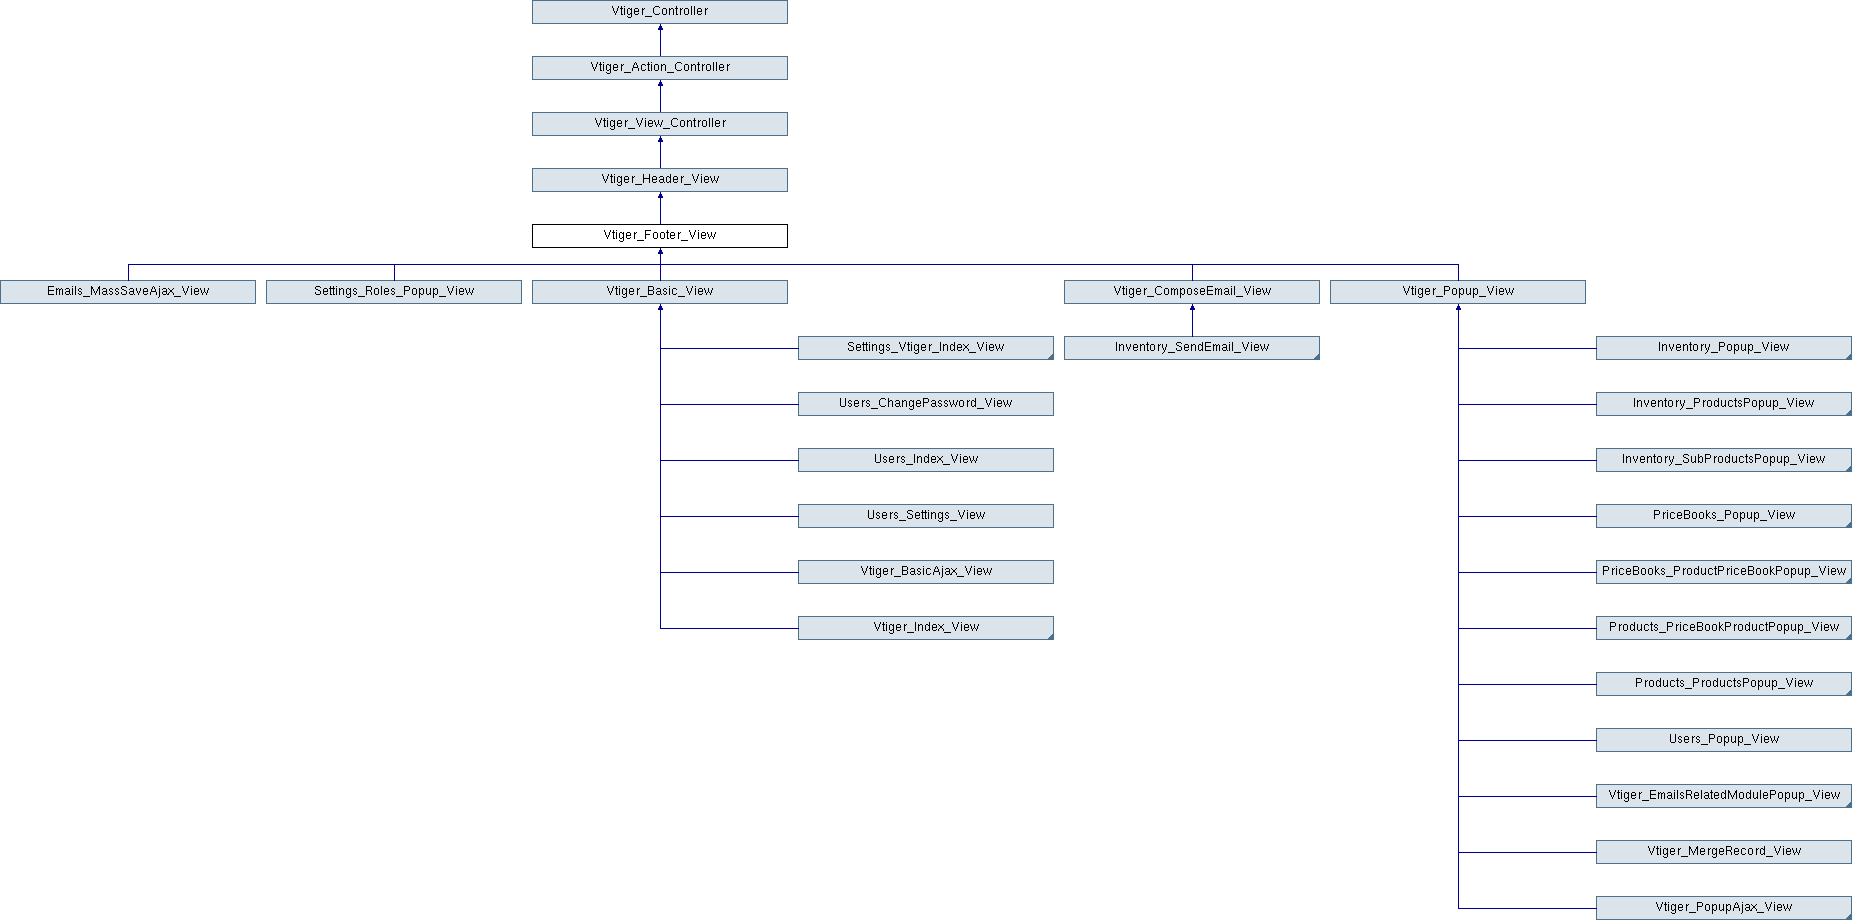 Vtiger_Controller
Vtiger_Action_Controller
Vtiger_View_Controller
Vtiger_Header_View
Vtiger_Footer_View
Emails_MassSaveAjax_View
Settings_Roles_Popup_View
Vtiger_Basic_View
Vtiger_ComposeEmail_View
Vtiger_Popup_View
Settings_Vtiger_Index_View
Inventory_SendEmail_View
Inventory_Popup_View
Users_ChangePassword_View
Inventory_ProductsPopup_View
Users_Index_View
Inventory_SubProductsPopup_View
Users_Settings_View
PriceBooks_Popup_View
Vtiger_BasicAjax_View
PriceBooks_ProductPriceBookPopup_View
Vtiger_Index_View
Products_PriceBookProductPopup_View
Products_ProductsPopup_View
Users_Popup_View
Vtiger_EmailsRelatedModulePopup_View
Vtiger_MergeRecord_View
Vtiger_PopupAjax_View